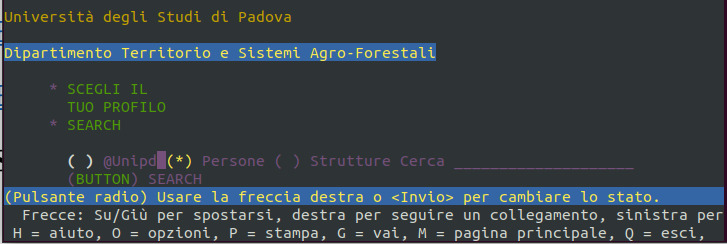 Università degli Studi di Padova
Dipartimento Territorio e Sistemi Agro-Forestali
* SCEGLI IL
TUO PROFILO
* SEARCH
( ) @Unipd (*) Persone ( ) Strutture Cerca ____________________
(BUTTON) SEARCH
(Pulsante radio) Usare la freccia destra o <Invio> per cambiare lo stato.
Frecce: Su/Giù per spostarsi, destra per seguire un collegamento, sinistra per
H = aiuto, O = opzioni, P = stampa, G = vai, M = pagina principale, Q = esci,